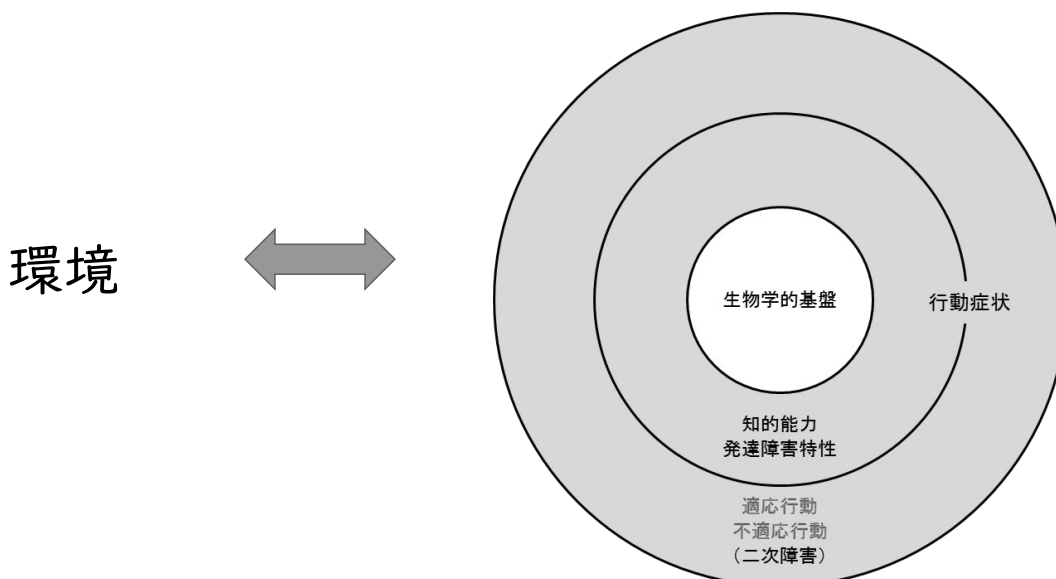 環境
生物学的基盤
行動症状
知的能力
発達障害特性
適応行動
不適応行動
（二次障害）